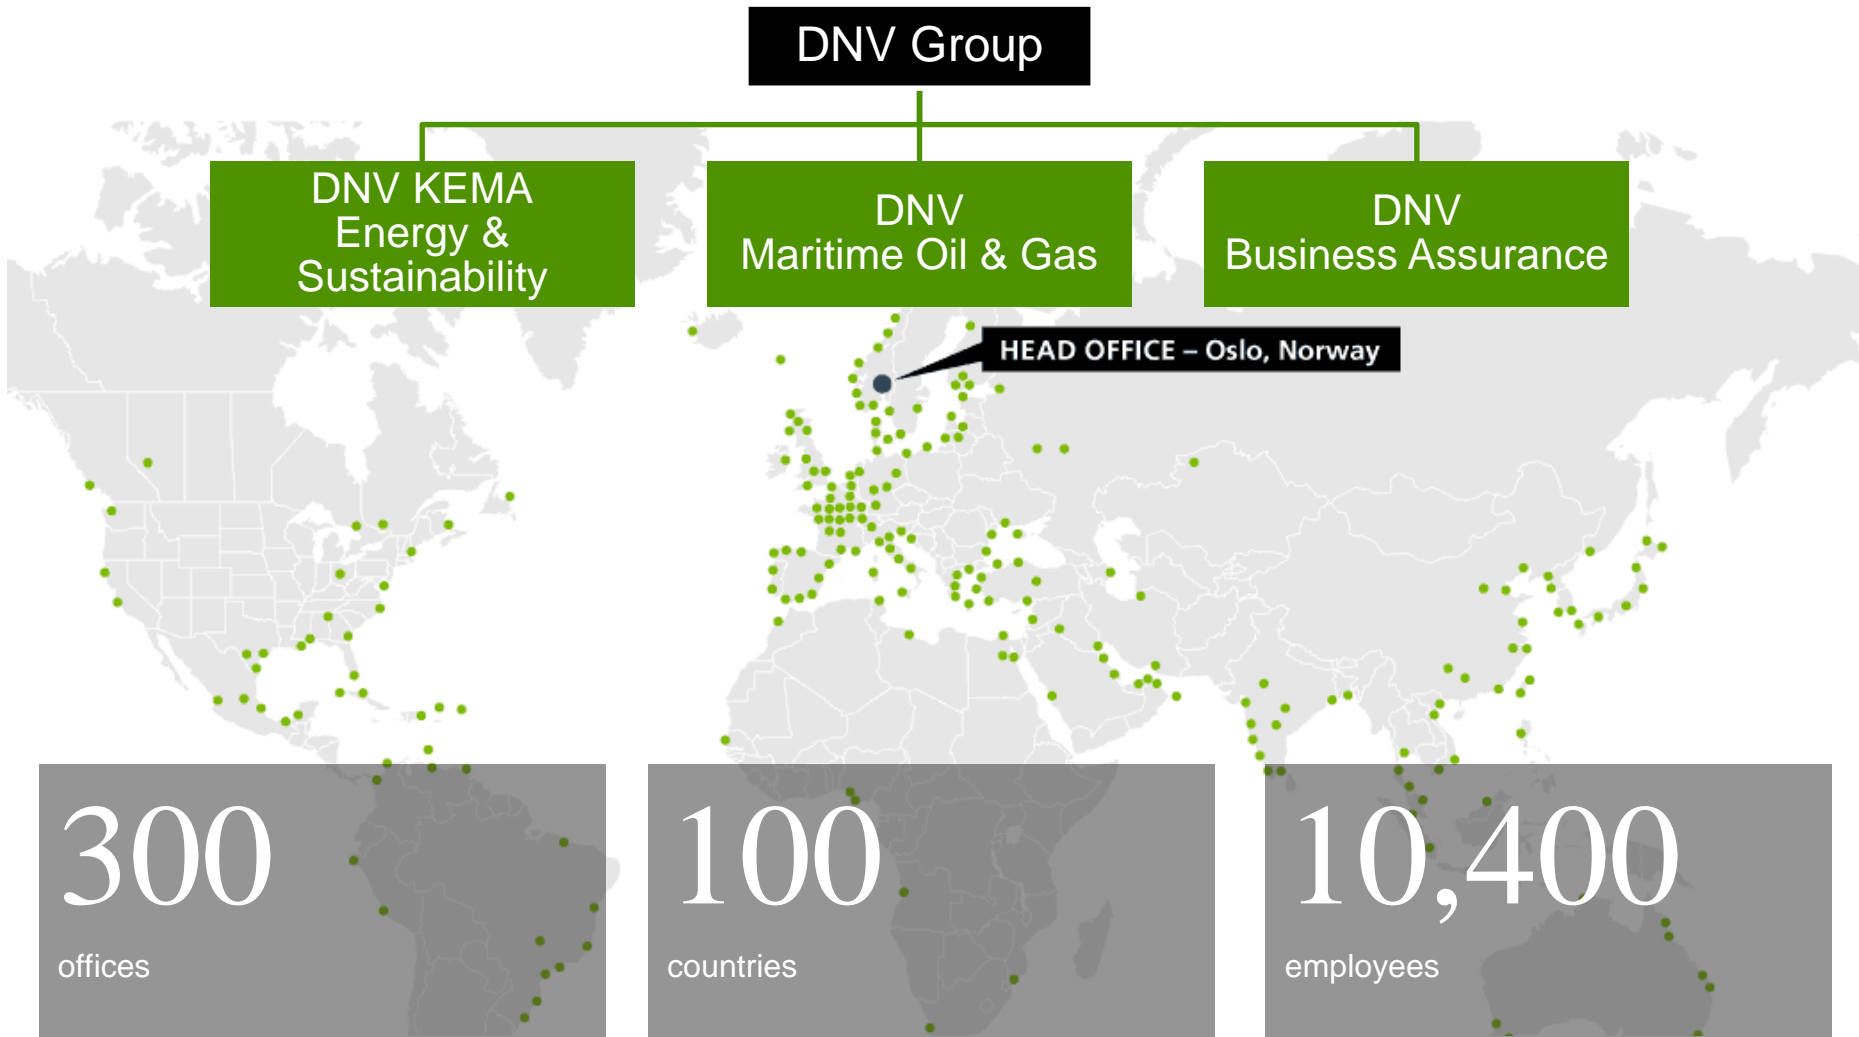 DNV Group
DNV KEMA
Energy &
Sustainability
DNV
Maritime Oil & Gas
DNV
Business Assurance
HEAD OFFICE – Oslo, Norway
300
offices
100
countries
10,400
employees